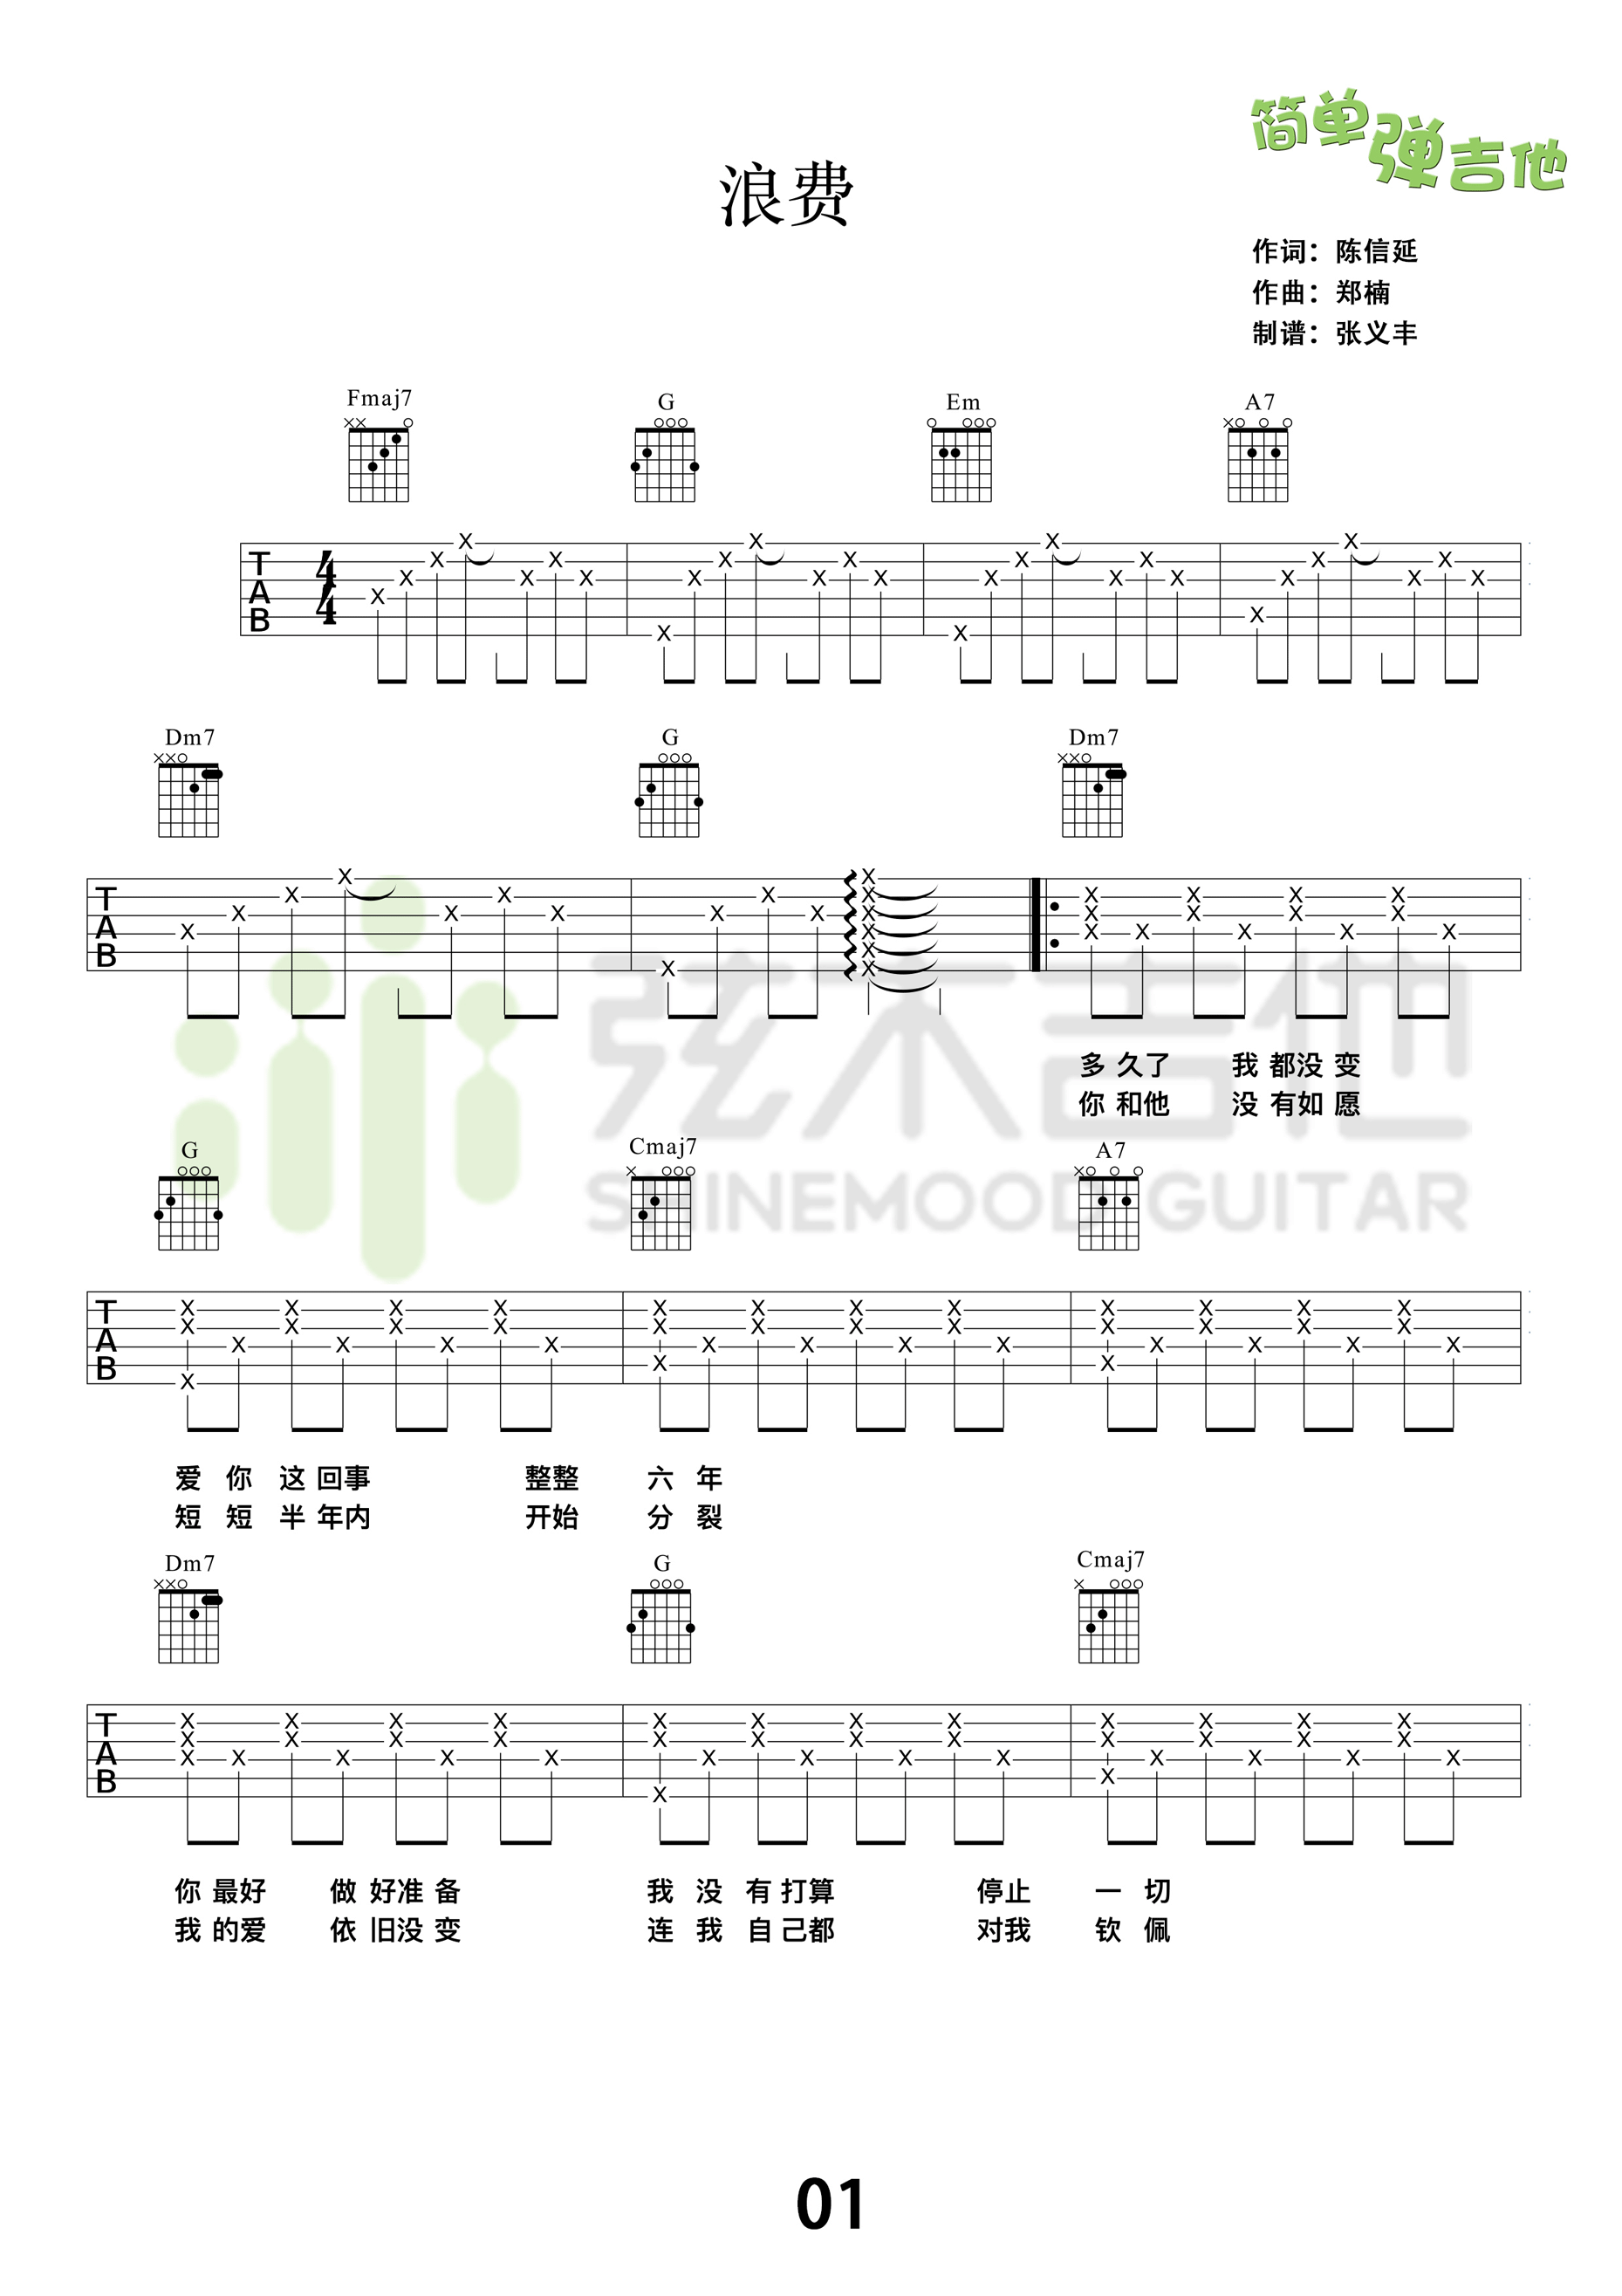 简单弹吉他
浪费
作词：陈信延
作曲：郑楠
制谱：张义丰
Fmaj7 G Em A7
T A B 4 4
Dm7 G Dm7
T A B
弦木吉他
多 久了 我 都没 变
你 和他 没 有如 愿
SHINEMOOD GUITAR
G Cmaj7 A7
T A B
爱 你 这 回事 整整 六 年
短 短 半 年内 开始 分 裂
Dm7 G Cmaj7
T A B
你 最好 做 好准 备 我 没 有 打算 停止 一 切
我 的爱 依 旧没 变 连 我 自 己都 对我 钦 佩
01